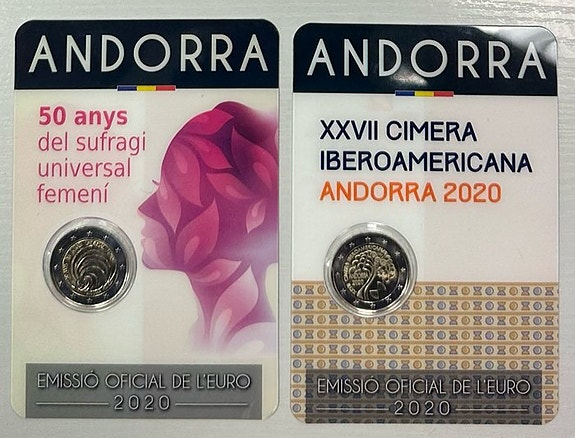 ANDORRA
50 anys
del sufragi
universal
femení
EMISSIÓ OFICIAL DE L'EURO
2020
ANDORRA
XXVII CIMERA
IBEROAMERICANA
ANDORRA 2020
EMISSIÓ OFICIAL DE L'EURO
2020